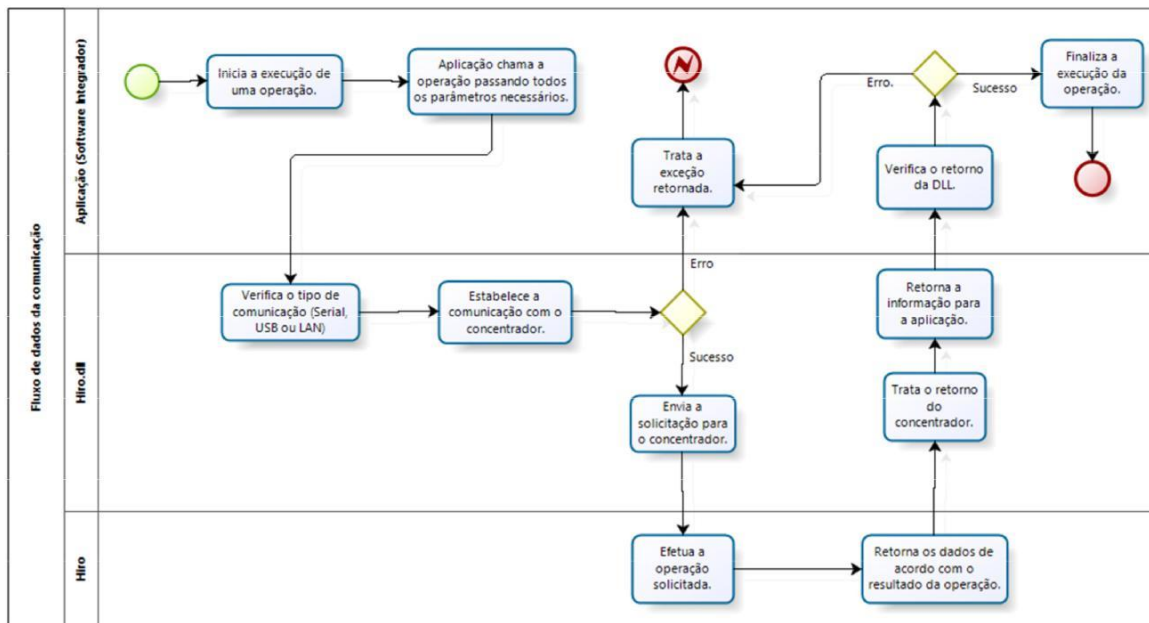 Fluxo de dados da comunicação
Aplicação (Software Integrador)
Inicia a execução de
uma operação.
Aplicação chama a
operação passando todos
os parâmetros necessários.
Trata a
exceção
retornada.
Erro.
Sucesso
Finaliza a
execução da
operação.
Verifica o retorno
da DLL.
Hiro.dll
Verifica o tipo de
comunicação (Serial,
USB ou LAN)
Estabelece a
comunicação com o
concentrador.
Erro
Sucesso
Envia a
solicitação para
o concentrador.
Retorna a
informação para
a aplicação.
Trata o retorno
do
concentrador.
Hiro
Efetua a
operação
solicitada.
Retorna os dados de
acordo com o
resultado da operação.